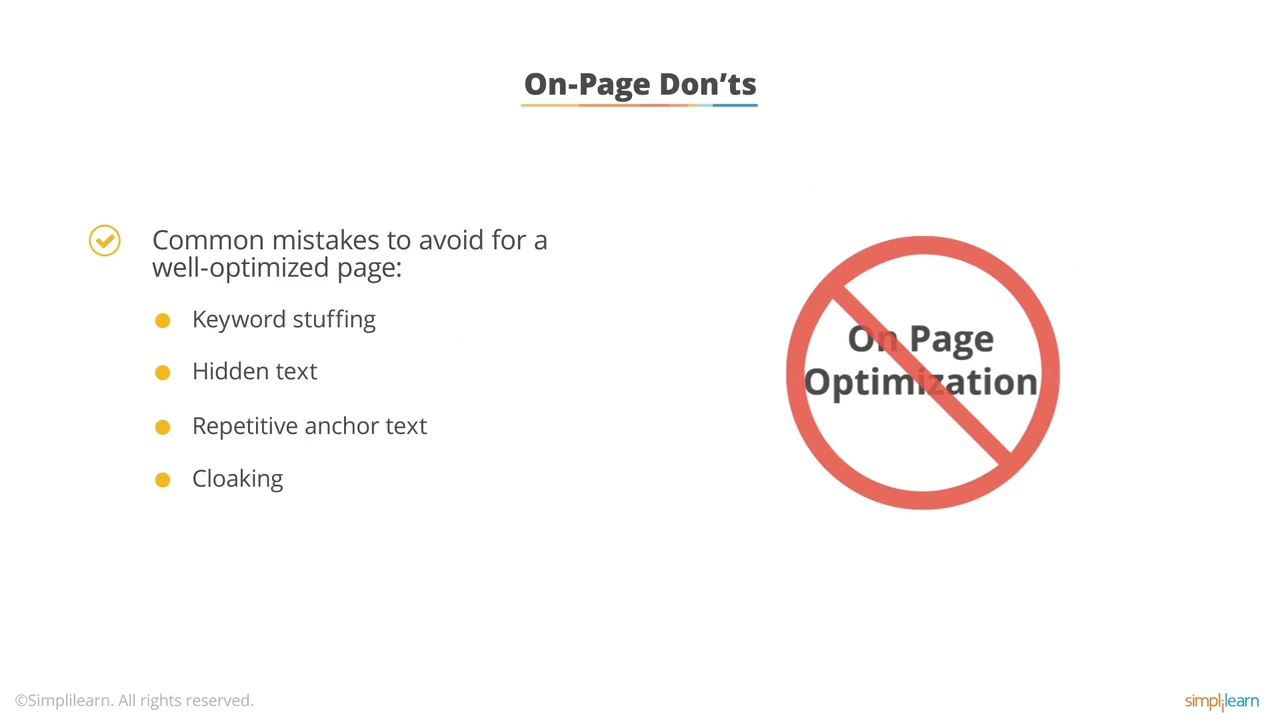 On-Page Don’ts
Common mistakes to avoid for a
well-optimized page:
Keyword stuffing
Hidden text
Repetitive anchor text
Cloaking
On Page
Optimization
©Simplilearn. All rights reserved.
simplilearn